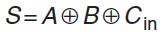 S = A ⊕ B ⊕ C_in